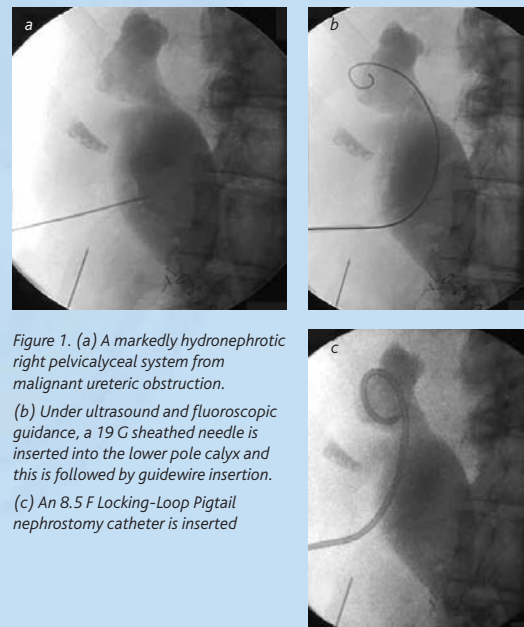 a
b
Figure 1. (a) A markedly hydronephrotic
right pelvicalyceal system from
malignant ureteric obstruction.
(b) Under ultrasound and fluoroscopic
guidance, a 19 G sheathed needle is
inserted into the lower pole calyx and
this is followed by guidewire insertion.
(c) An 8.5 F Locking-Loop Pigtail
nephrostomy catheter is inserted
c